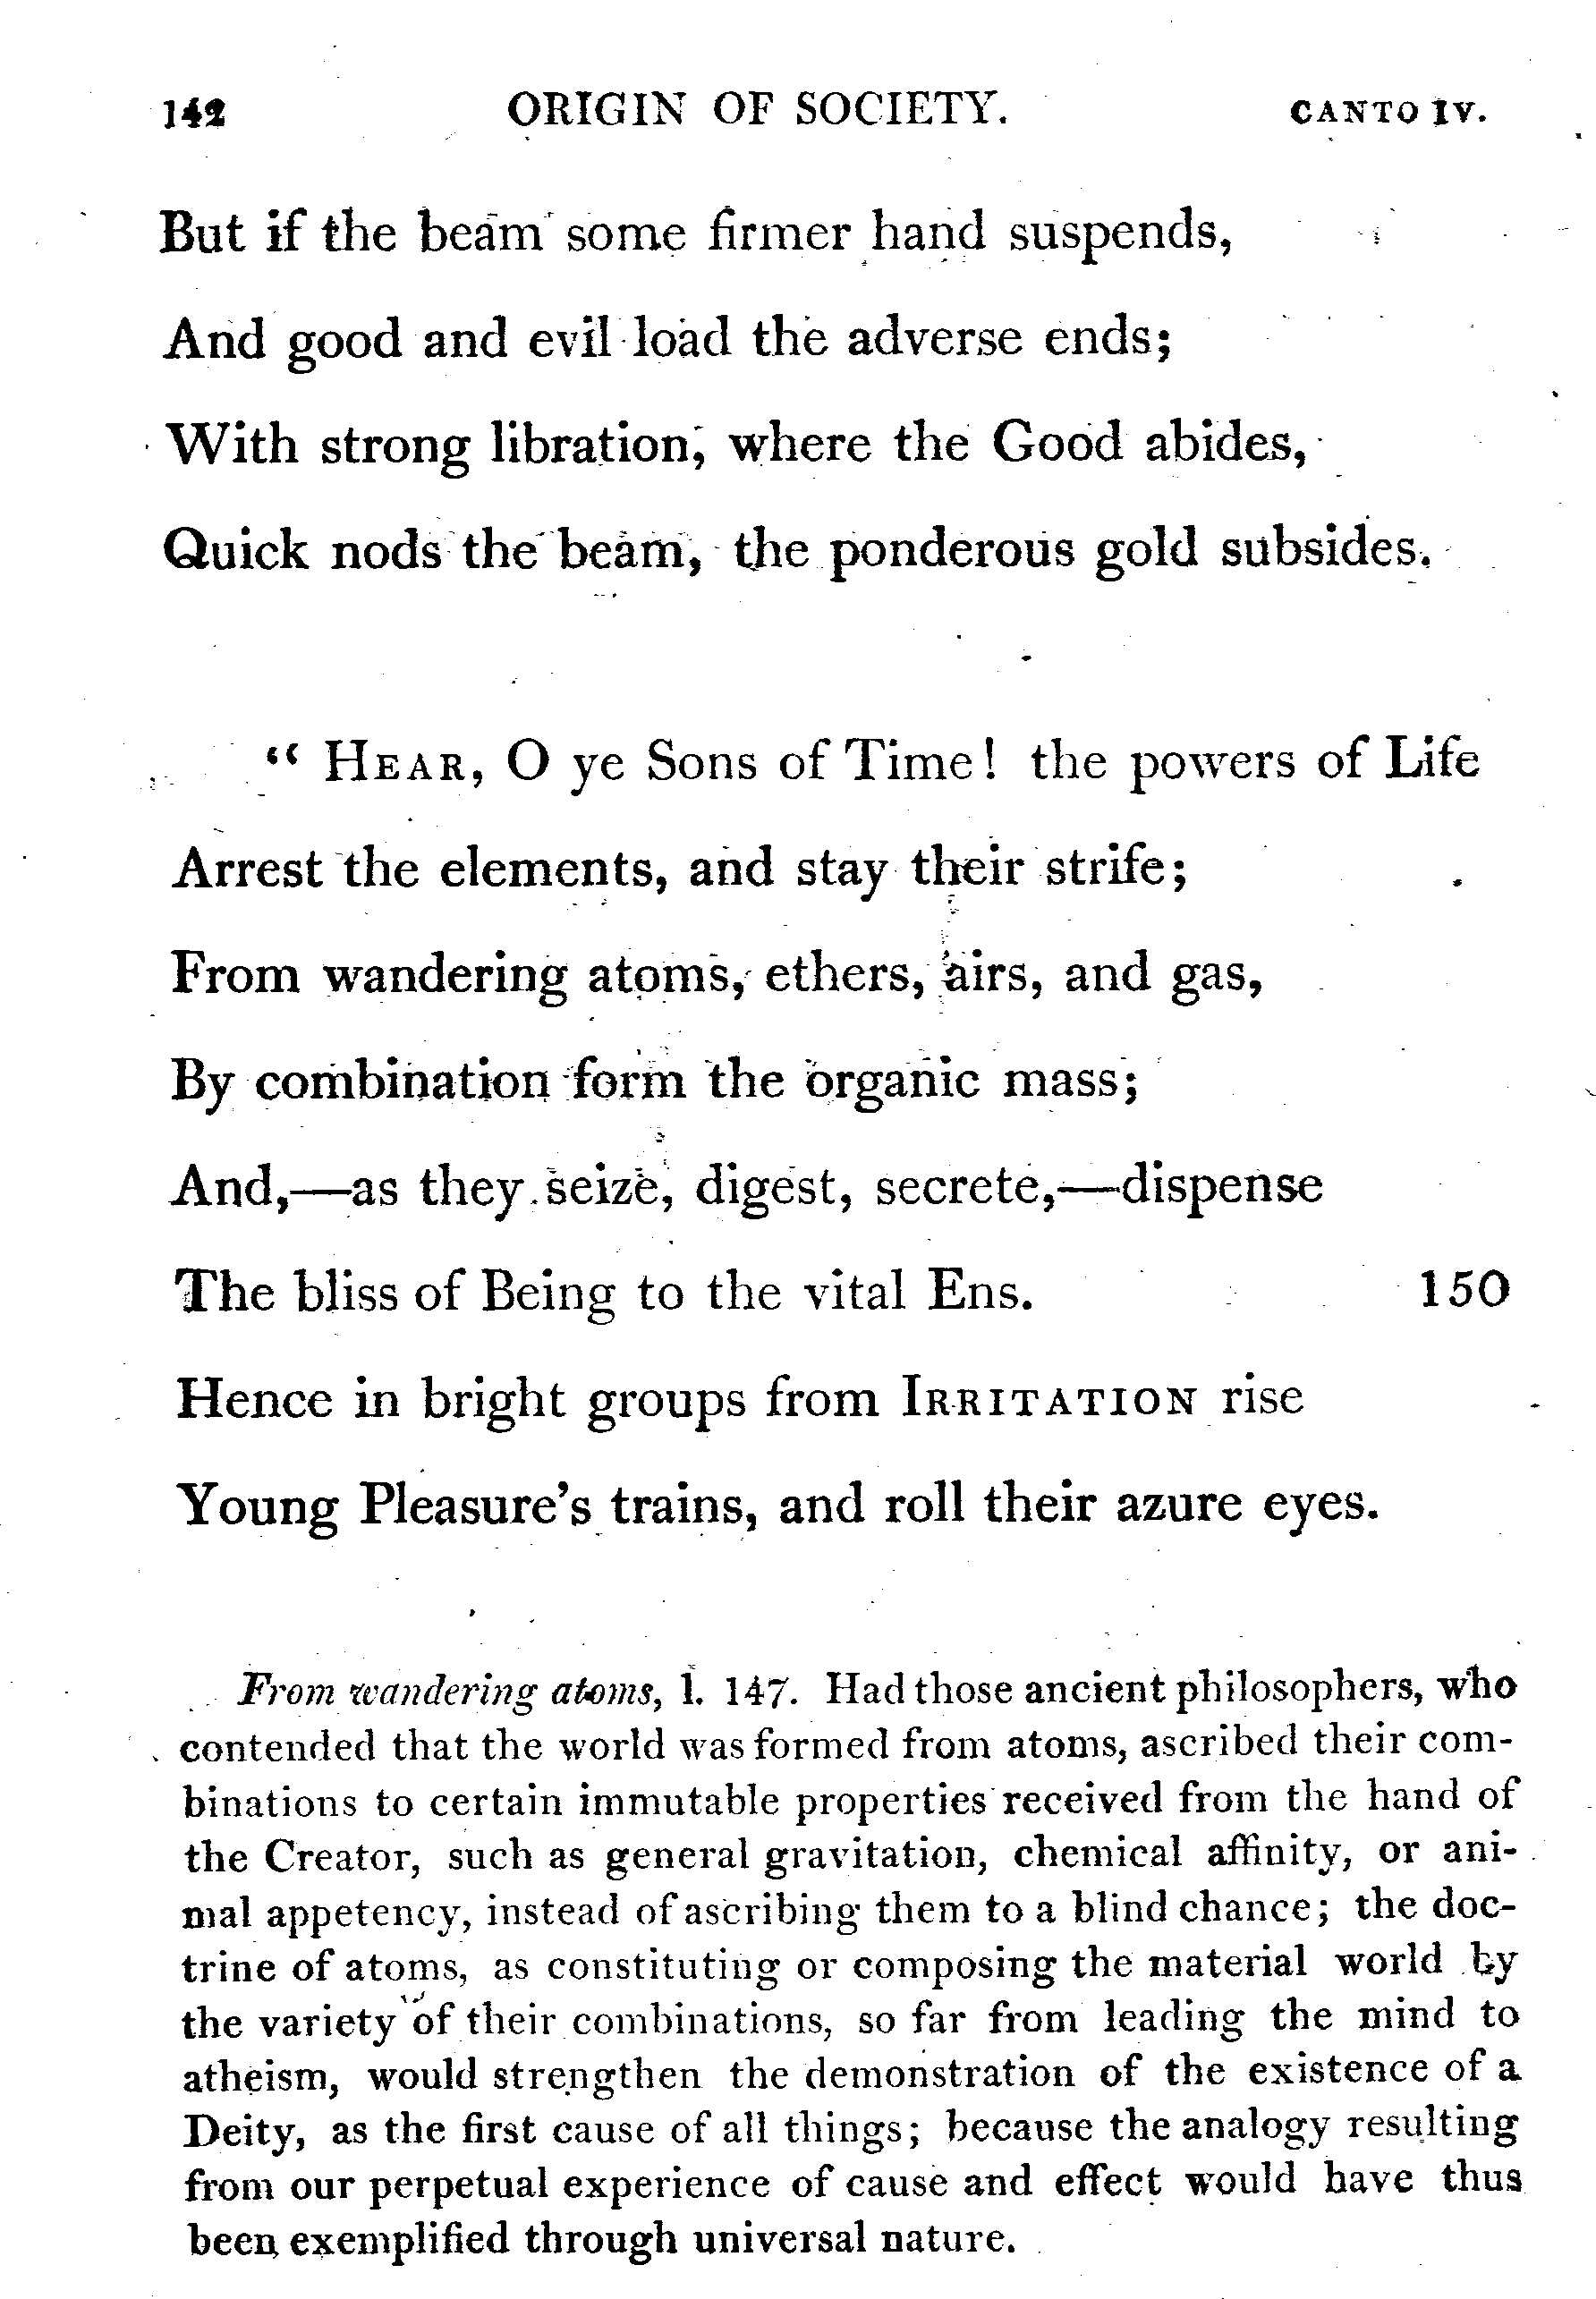 142 ORIGIN OF SOCIETY. CANTO IV.
But if the beam some firmer hand suspends,
And good and evil load the adverse ends;
With strong libration, where the Good abides,
Quick nods the beam, the ponderous gold subsides.
“ HEAR, O ye Sons of Time! the powers of Life
Arrest the elements, and stay their strife;
From wandering atoms, ethers, airs, and gas,
By combination form the organic mass;
And,—as they seize, digest, secrete,—dispense
The bliss of Being to the vital Ens. 150
Hence in bright groups from IRRITATION rise
Young Pleasure's trains, and roll their azure eyes.
From wandering atoms, l. 147. Had those ancient philosophers, who
contended that the world was formed from atoms, ascribed their com-
binations to certain immutable properties received from the hand of
the Creator, such as general gravitation, chemical affinity, or ani-
mal appetency, instead of ascribing them to a blind chance; the doc-
trine of atoms, as constituting or composing the material world by
the variety of their combinations, so far from leading the mind to
atheism, would strengthen the demonstration of the existence of a
Deity, as the first cause of all things; because the analogy resulting
from our perpetual experience of cause and effect would have thus
been exemplified through universal nature.